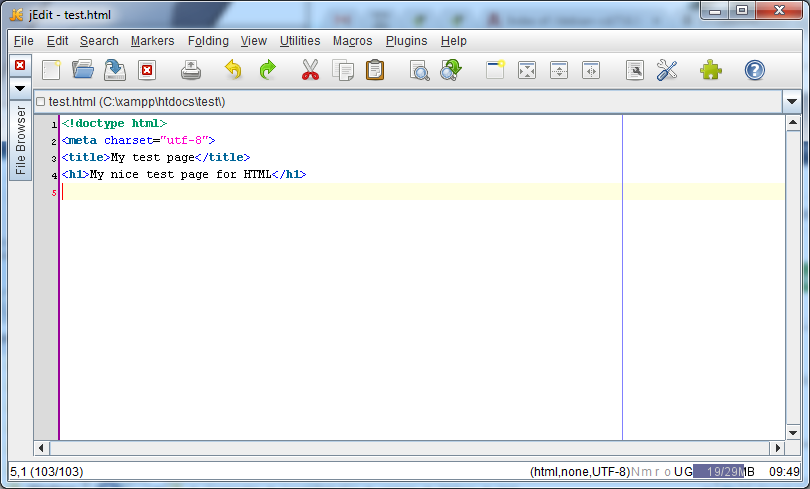 jEdit - test.html
File Edit Search Markers Folding View Utilities Macros Plugins Help
test.html (C:\xampp\htdocs\test\)
File Browser
1 <!doctype html>
2 <meta charset="utf-8">
3 <title>My test page</title>
4 <h1>My nice test page for HTML</h1>
5
5,1 (103/103) (html,none,UTF-8)Nmro UG 19/29MB 09:49